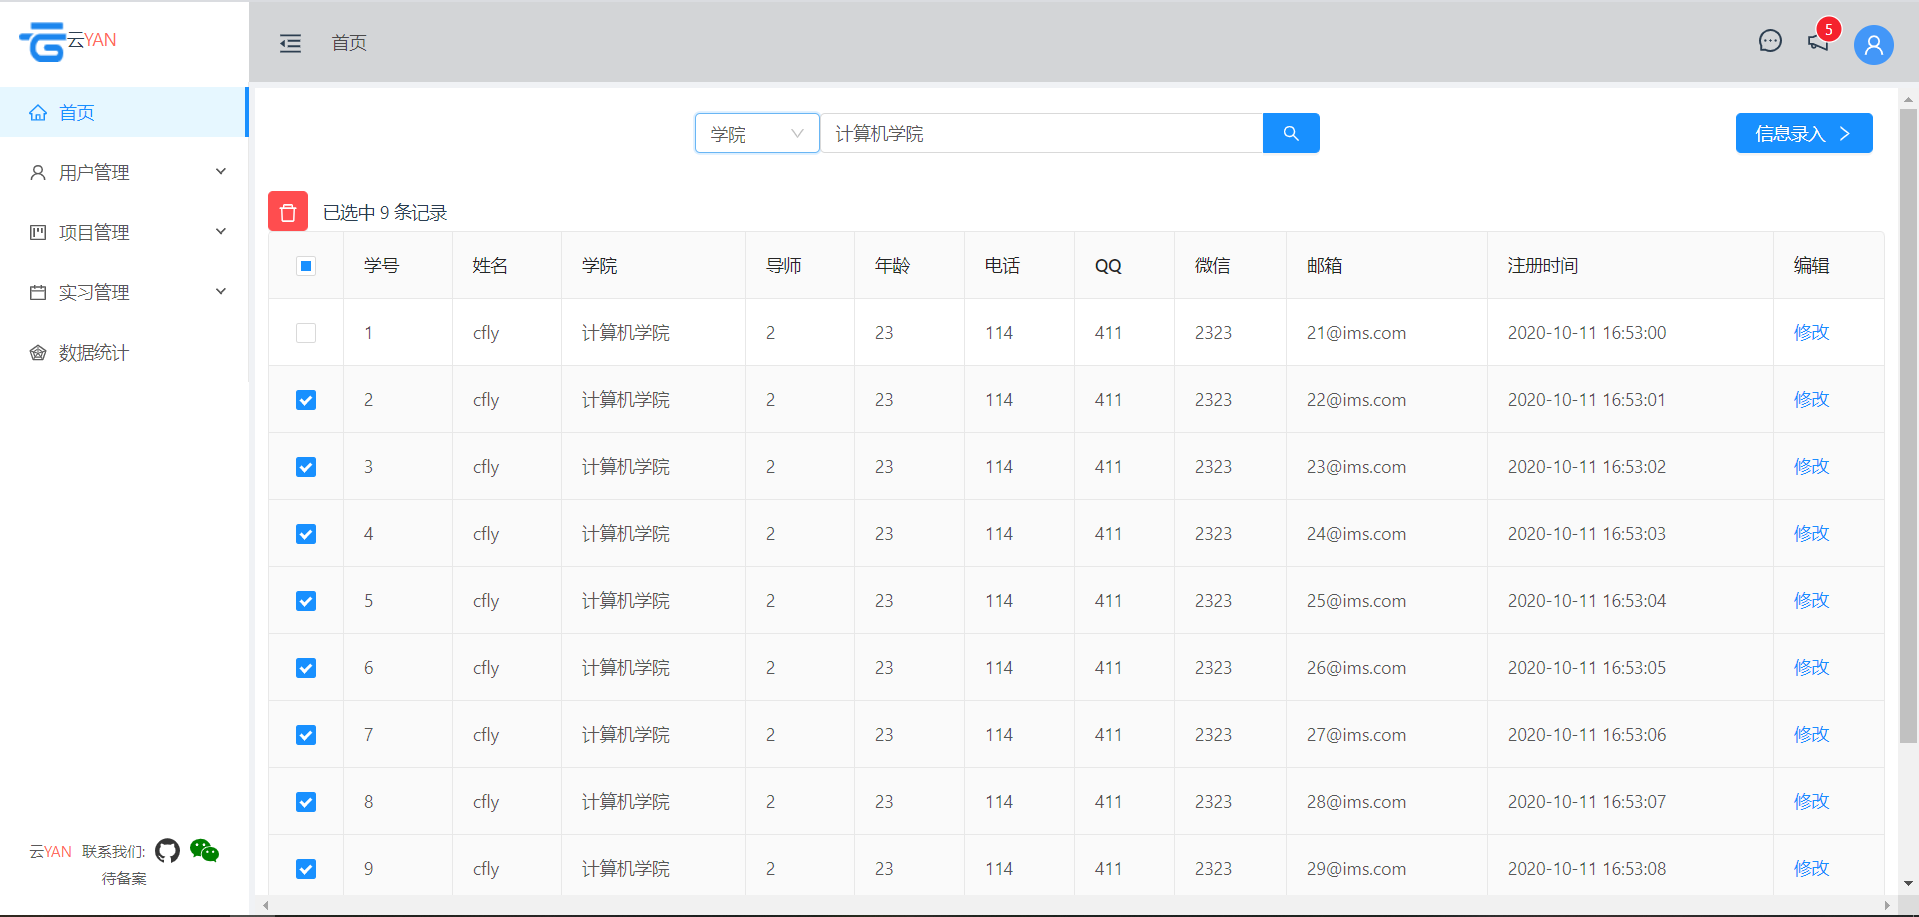 云YAN
首页
5
首页
用户管理
项目管理
实习管理
数据统计
学院 计算机学院
信息录入
已选中 9 条记录
学号 姓名 学院 导师 年龄 电话 QQ 微信 邮箱 注册时间 编辑
1 cfly 计算机学院 2 23 114 411 2323 21@ims.com 2020-10-11 16:53:00 修改
2 cfly 计算机学院 2 23 114 411 2323 22@ims.com 2020-10-11 16:53:01 修改
3 cfly 计算机学院 2 23 114 411 2323 23@ims.com 2020-10-11 16:53:02 修改
4 cfly 计算机学院 2 23 114 411 2323 24@ims.com 2020-10-11 16:53:03 修改
5 cfly 计算机学院 2 23 114 411 2323 25@ims.com 2020-10-11 16:53:04 修改
6 cfly 计算机学院 2 23 114 411 2323 26@ims.com 2020-10-11 16:53:05 修改
7 cfly 计算机学院 2 23 114 411 2323 27@ims.com 2020-10-11 16:53:06 修改
8 cfly 计算机学院 2 23 114 411 2323 28@ims.com 2020-10-11 16:53:07 修改
9 cfly 计算机学院 2 23 114 411 2323 29@ims.com 2020-10-11 16:53:08 修改
云YAN 联系我们:
待备案